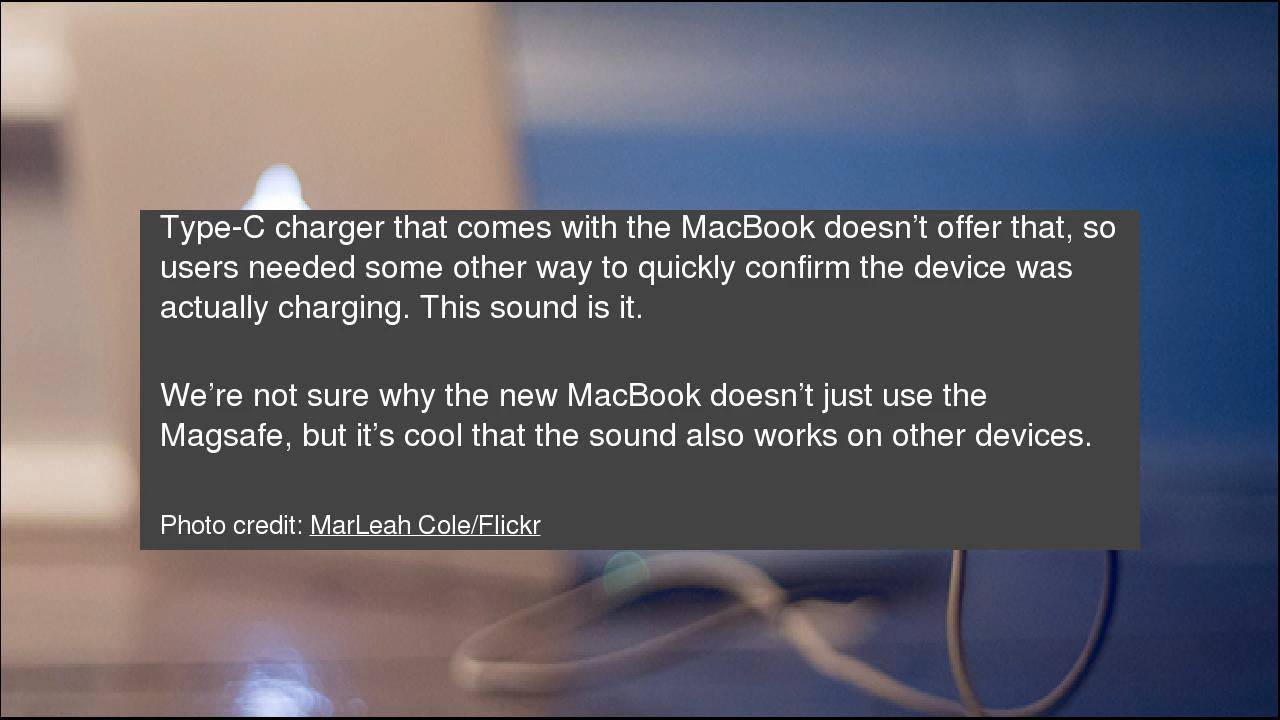 Type-C charger that comes with the MacBook doesn’t offer that, so
users needed some other way to quickly confirm the device was
actually charging. This sound is it.
We’re not sure why the new MacBook doesn’t just use the
Magsafe, but it’s cool that the sound also works on other devices.
Photo credit: MarLeah Cole/Flickr